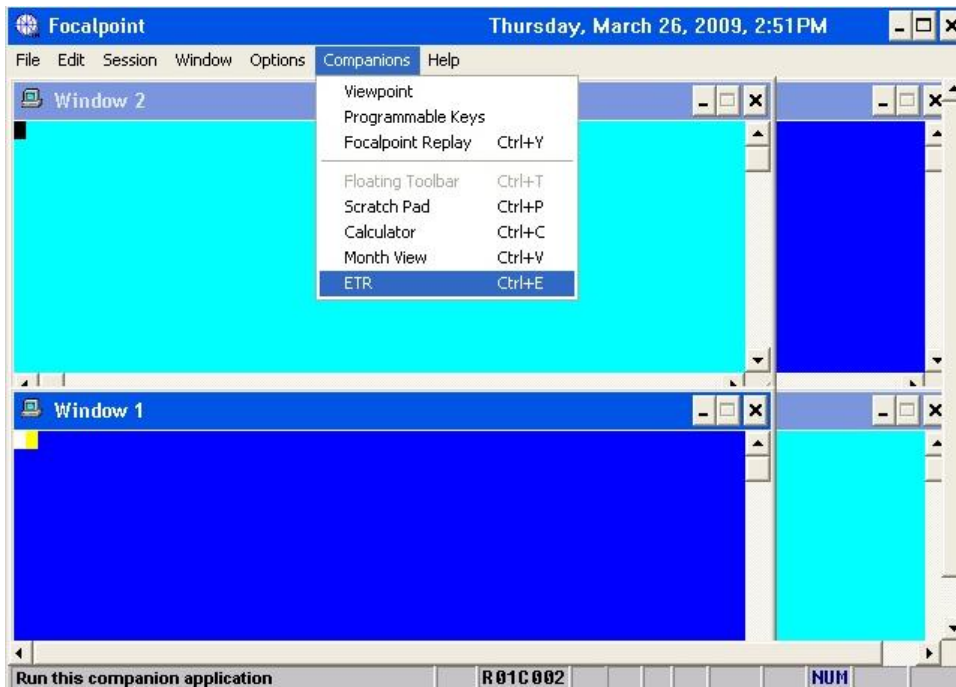 Focalpoint Thursday, March 26, 2009, 2:51PM
File Edit Session Window Options Companions Help
Window 2
Viewpoint
Programmable Keys
Focalpoint Replay Ctrl+Y
Floating Toolbar Ctrl+T
Scratch Pad Ctrl+P
Calculator Ctrl+C
Month View Ctrl+V
ETR Ctrl+E
Window 1
Run this companion application R01C002 NUM